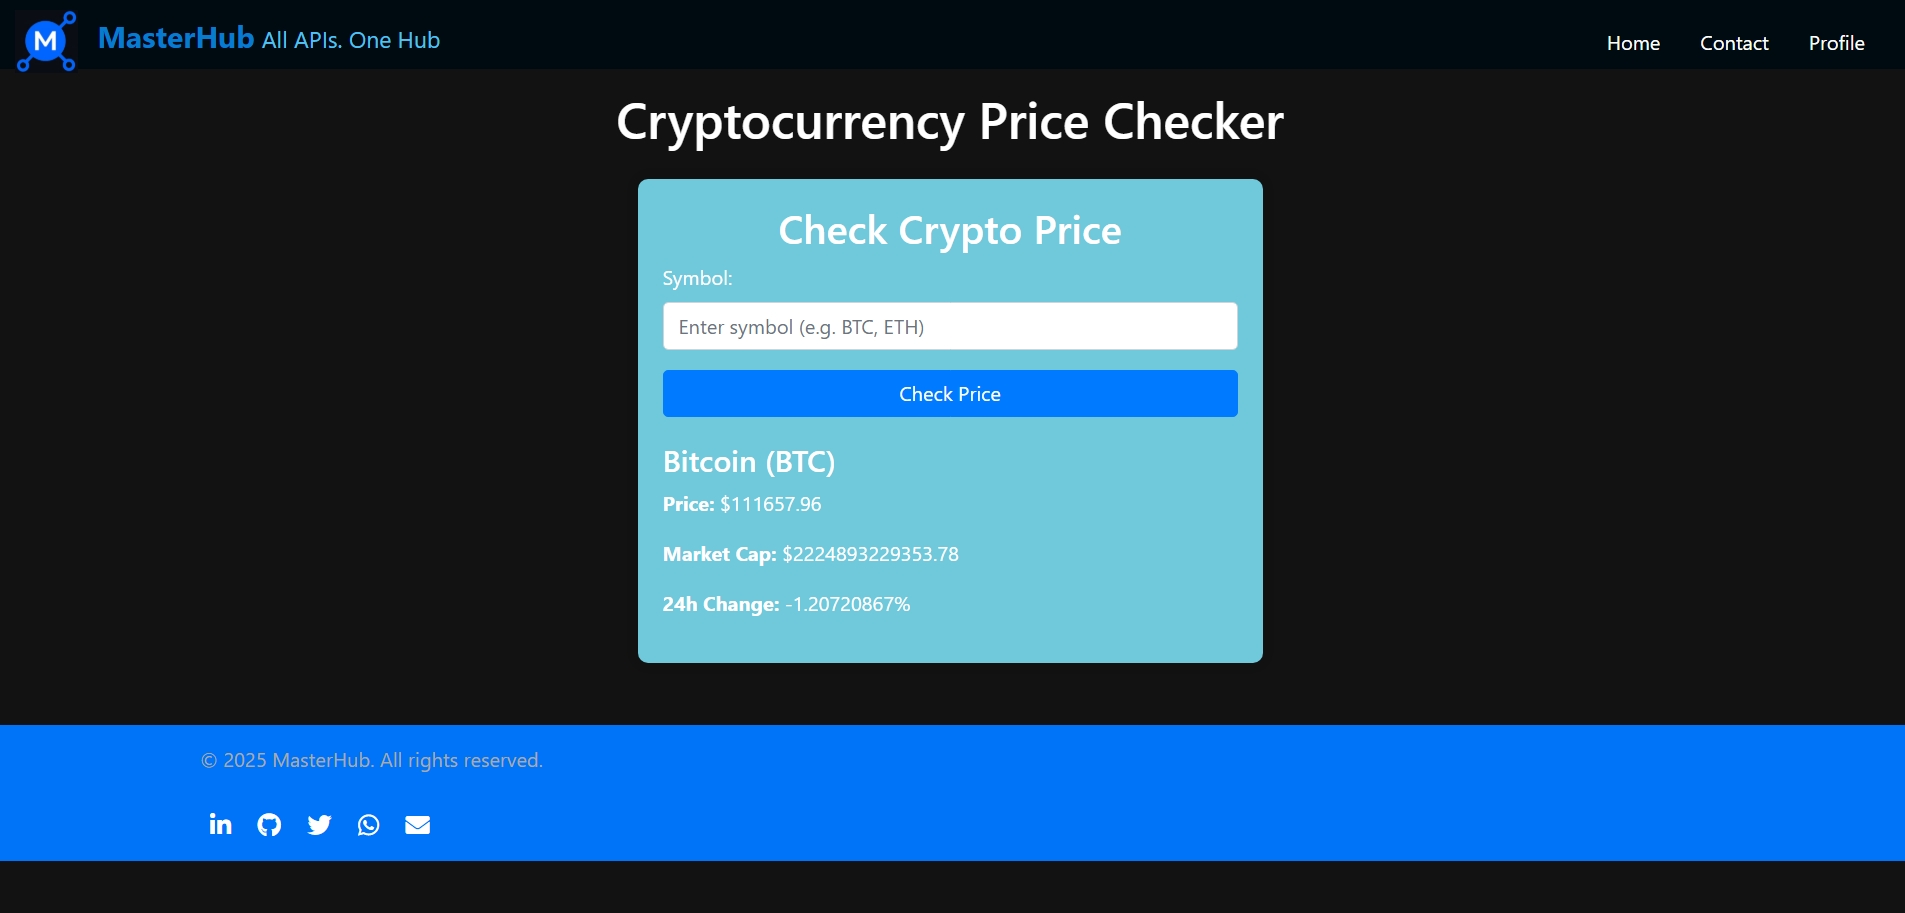 M
MasterHub All APIs. One Hub
Home Contact Profile
Cryptocurrency Price Checker
Check Crypto Price
Symbol:
Enter symbol (e.g. BTC, ETH)
Check Price
Bitcoin (BTC)
Price: $111657.96
Market Cap: $2224893229353.78
24h Change: -1.20720867%
© 2025 MasterHub. All rights reserved.
in